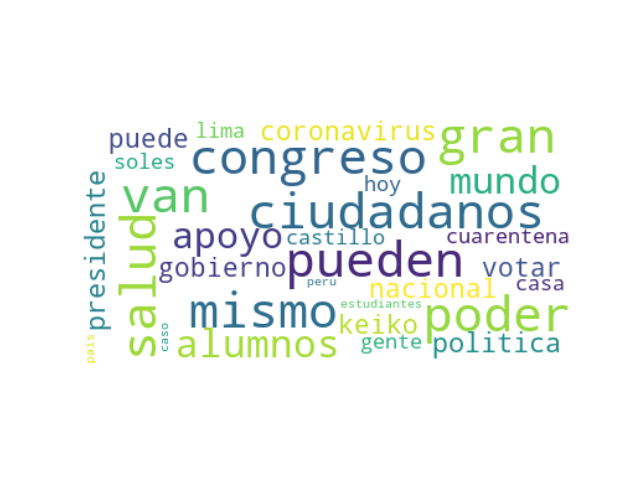 lima
coronavirus
gran
puede
congreso
soles
mundo
hoy
van
ciudadanos
presidente
salud
apoyo
castillo
cuarentena
gobierno
pueden
votar
peru
nacional
casa
mismo
estudiantes
poder
keiko
caso
pais
alumnos
gente
politica